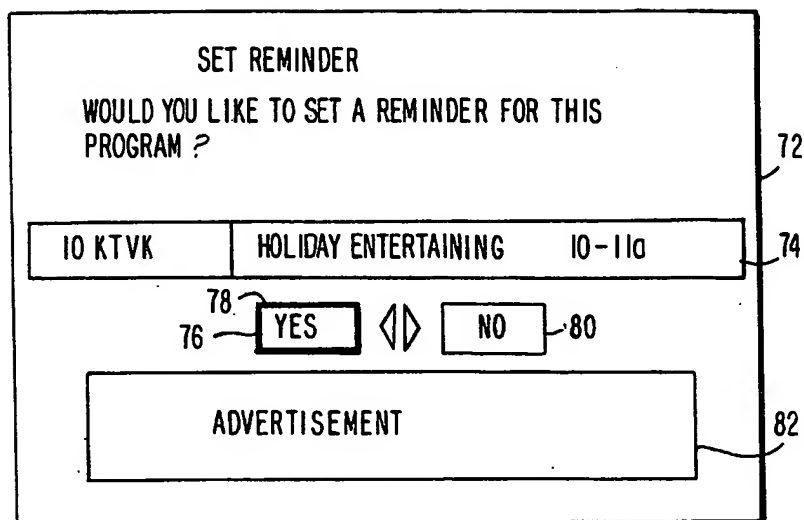 SET REMINDER
WOULD YOU LIKE TO SET A REMINDER FOR THIS
PROGRAM ?
72
10 KTVK HOLIDAY ENTERTAINING 10-11a
74
78
76 YES NO 80
ADVERTISEMENT
82